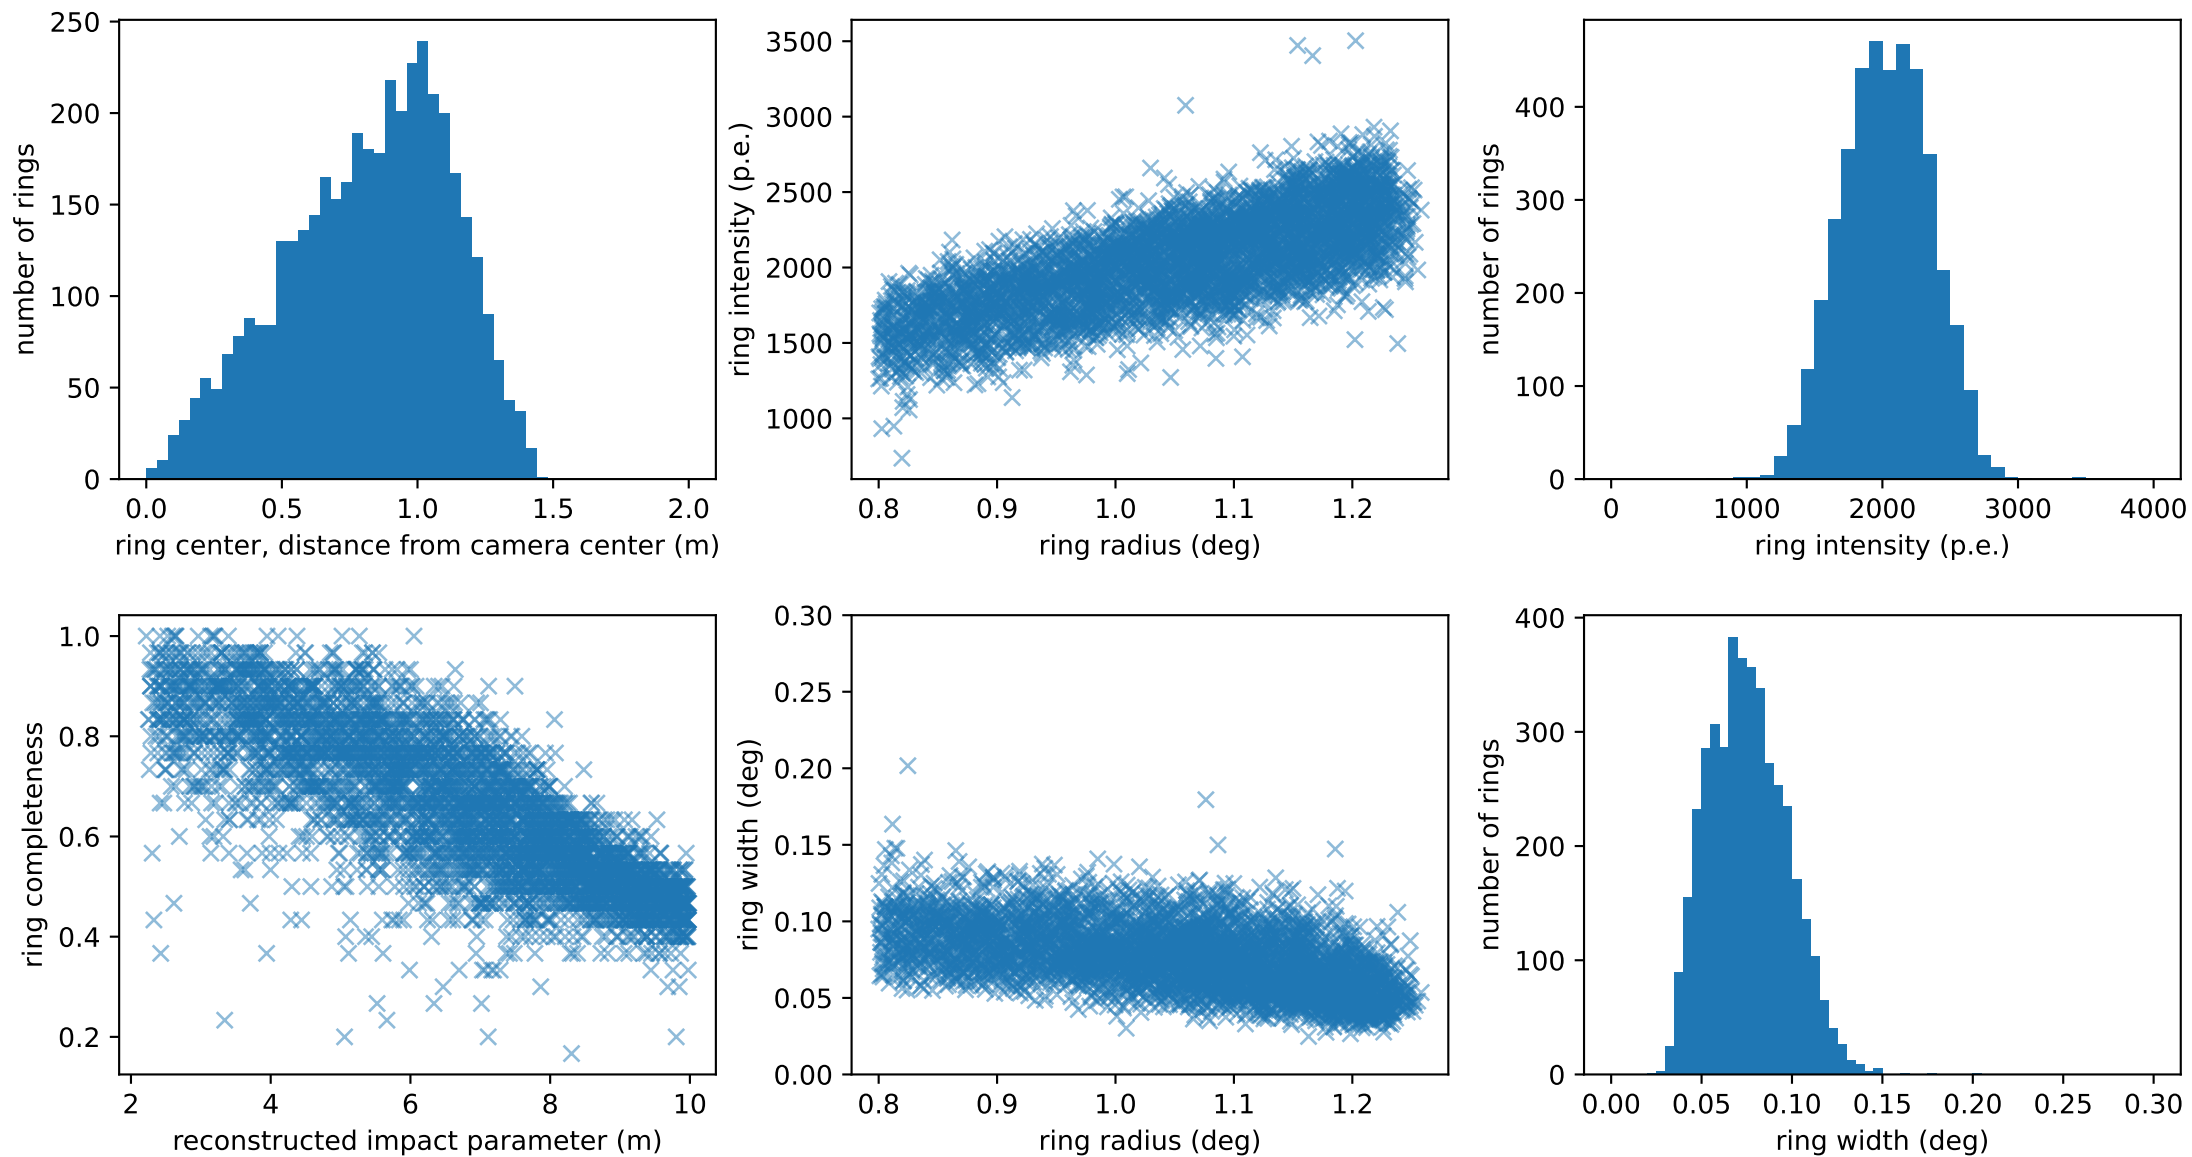 250
200
150
100
50
0
number of rings
0.0 0.5 1.0 1.5 2.0
ring center, distance from camera center (m)
3500
3000
2500
2000
1500
1000
ring intensity (p.e.)
0.8 0.9 1.0 1.1 1.2
ring radius (deg)
400
300
200
100
0
number of rings
0 1000 2000 3000 4000
ring intensity (p.e.)
1.0
0.8
0.6
0.4
0.2
ring completeness
2 4 6 8 10
reconstructed impact parameter (m)
0.30
0.25
0.20
0.15
0.10
0.05
0.00
ring width (deg)
0.8 0.9 1.0 1.1 1.2
ring radius (deg)
400
300
200
100
0
number of rings
0.00 0.05 0.10 0.15 0.20 0.25 0.30
ring width (deg)